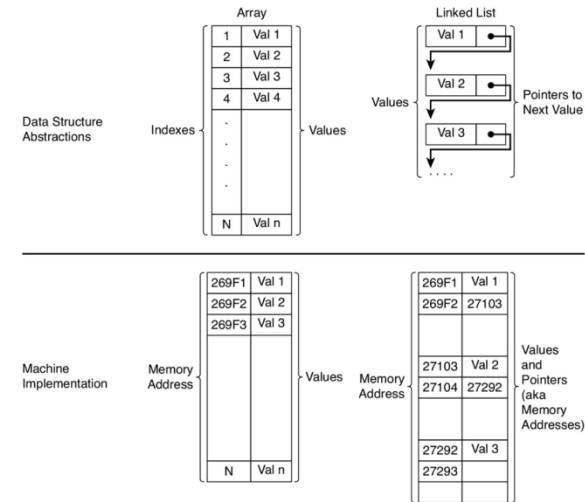 Array
Linked List
Data Structure
Abstractions
Indexes
1 Val 1
2 Val 2
3 Val 3
4 Val 4
.
.
.
.
N Val n
Values
Values
Val 1
Val 2
Val 3
. . . .
Pointers to
Next Value
Machine
Implementation
Memory
Address
269F1 Val 1
269F2 Val 2
269F3 Val 3
N Val n
Values
Memory
Address
269F1 Val 1
269F2 27103
27103 Val 2
27104 27292
27292 Val 3
27293
Values
and
Pointers
(aka
Memory
Addresses)